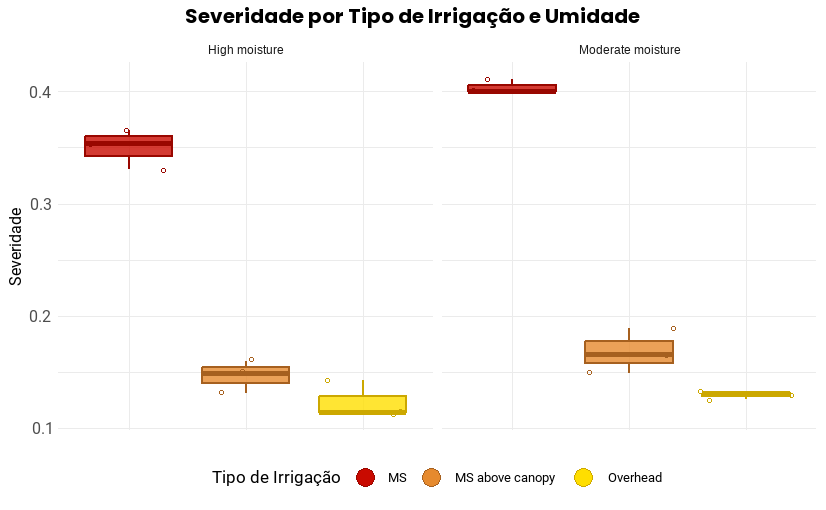 Severidade por Tipo de Irrigação e Umidade
High moisture
Moderate moisture
0.4
0.3
0.2
0.1
Severidade
Tipo de Irrigação
MS
MS above canopy
Overhead